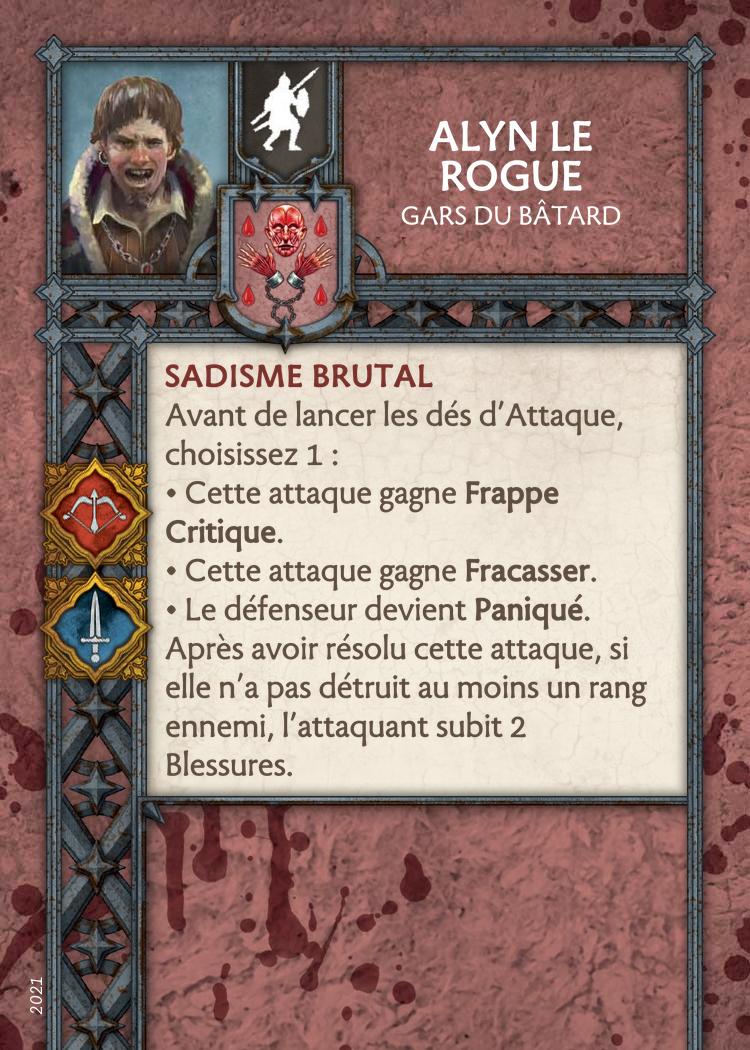 ALYN LE
ROGUE
GARS DU BÂTARD
SADISME BRUTAL
Avant de lancer les dés d’Attaque,
choisissez 1 :
• Cette attaque gagne Frappe
Critique.
• Cette attaque gagne Fracasser.
• Le défenseur devient Paniqué.
Après avoir résolu cette attaque, si
elle n’a pas détruit au moins un rang
ennemi, l’attaquant subit 2
Blessures.
2021